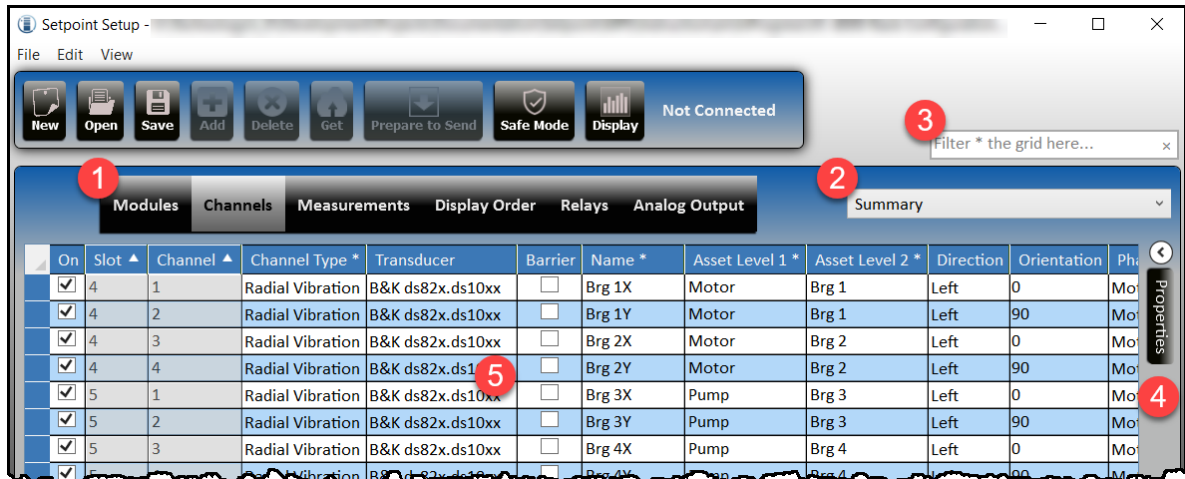 Setpoint Setup -
File Edit View
New Open Save Add Delete Get Prepare to Send Safe Mode Display Not Connected
3
Filter * the grid here... ×
1 2
Modules Channels Measurements Display Order Relays Analog Output Summary
On Slot Channel Channel Type * Transducer Barrier Name * Asset Level 1 * Asset Level 2 * Direction Orientation
4 1 Radial Vibration B&K ds82x.ds10xx Brg 1X Motor Brg 1 Left 0
4 2 Radial Vibration B&K ds82x.ds10xx Brg 1Y Motor Brg 1 Left 90
4 3 Radial Vibration B&K ds82x.ds10xx Brg 2X Motor Brg 2 Left 0
4 4 Radial Vibration B&K ds82x.ds10xx Brg 2Y Motor Brg 2 Left 90
5
5 1 Radial Vibration B&K ds82x.ds10xx Brg 3X Pump Brg 3 Left 0
5 2 Radial Vibration B&K ds82x.ds10xx Brg 3Y Pump Brg 3 Left 90
5 3 Radial Vibration B&K ds82x.ds10xx Brg 4X Pump Brg 4 Left 0
Properties
4